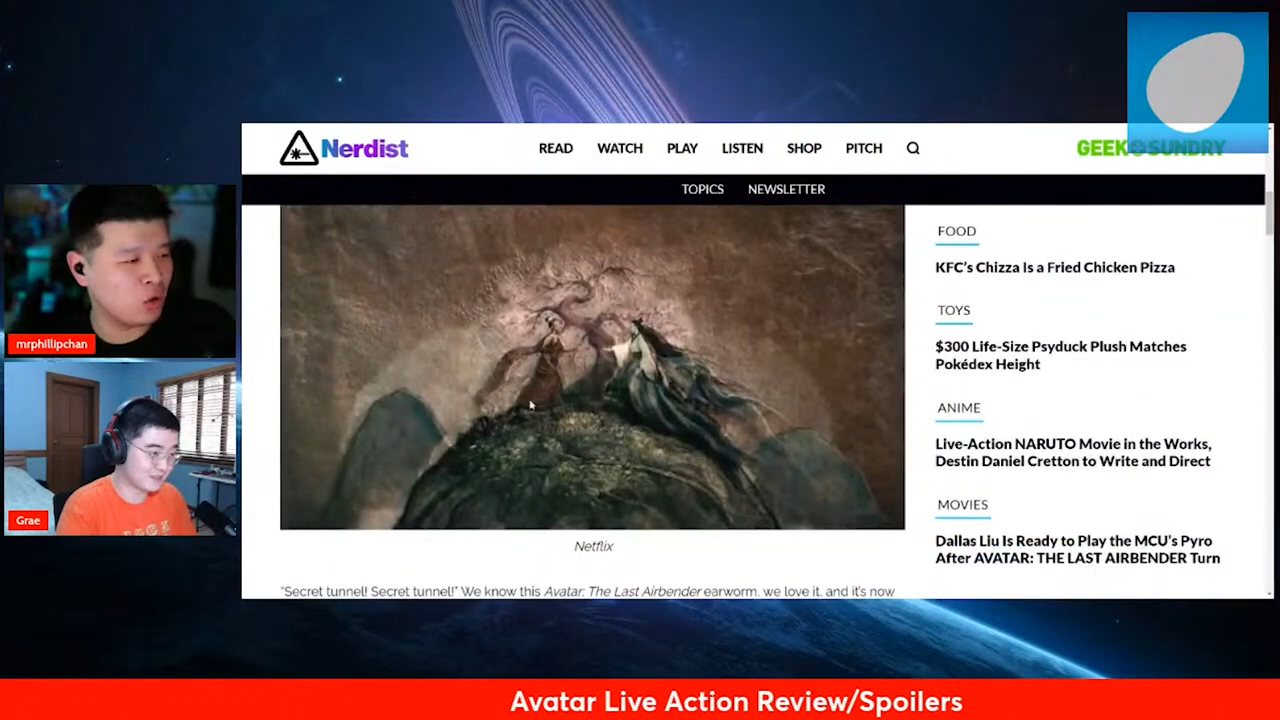 Nerdist
READ WATCH PLAY LISTEN SHOP PITCH
GEEK & SUNDRY
TOPICS NEWSLETTER
FOOD
KFC's Chizza Is a Fried Chicken Pizza
TOYS
$300 Life-Size Psyduck Plush Matches
Pokédex Height
ANIME
Live-Action NARUTO Movie in the Works,
Destin Daniel Cretton to Write and Direct
MOVIES
Dallas Liu Is Ready to Play the MCU's Pyro
After AVATAR: THE LAST AIRBENDER Turn
Netflix
“Secret tunnel! Secret tunnel!” We know this Avatar: The Last Airbender earworm, we love it, and it's now
mrphillipchan
Grae
Avatar Live Action Review/Spoilers